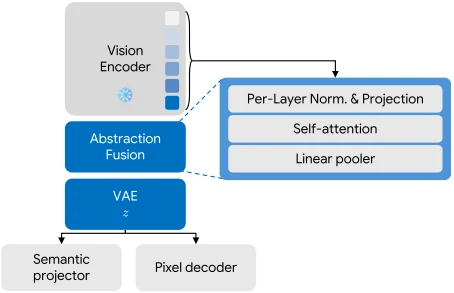 Vision
Encoder
Abstraction
Fusion
VAE
z
Semantic
projector
Pixel decoder
Per-Layer Norm. & Projection
Self-attention
Linear pooler